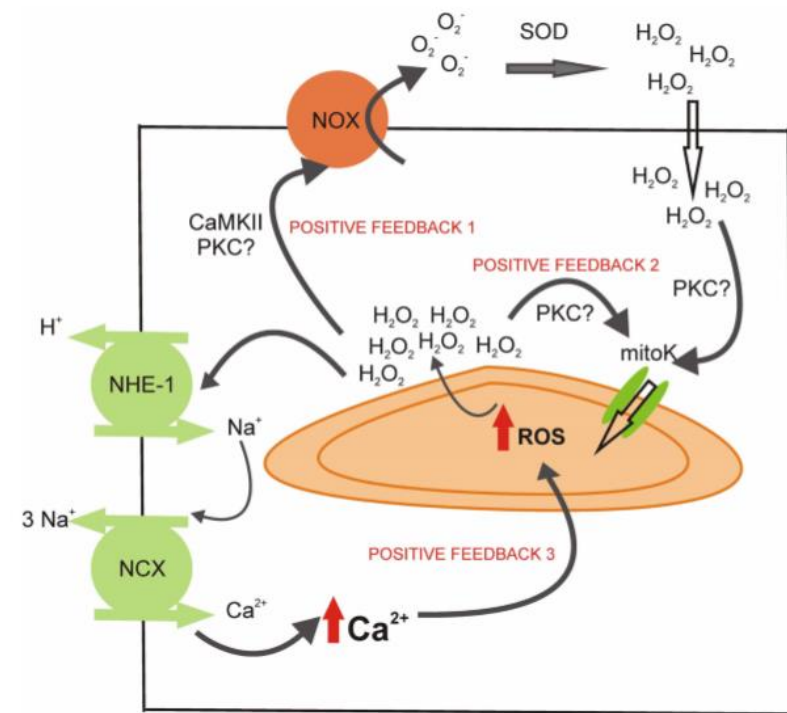 O₂⁻
O₂⁻
O₂⁻
SOD
H₂O₂
H₂O₂
H₂O₂
NOX
H₂O₂
H₂O₂
H₂O₂
CaMKII
PKC?
POSITIVE FEEDBACK 1
POSITIVE FEEDBACK 2
PKC?
PKC?
H₂O₂ H₂O₂
H₂O₂ H₂O₂ H₂O₂
H₂O₂
mitoK
H⁺
NHE-1
Na⁺
ROS
3 Na⁺
NCX
POSITIVE FEEDBACK 3
Ca²⁺
Ca²⁺